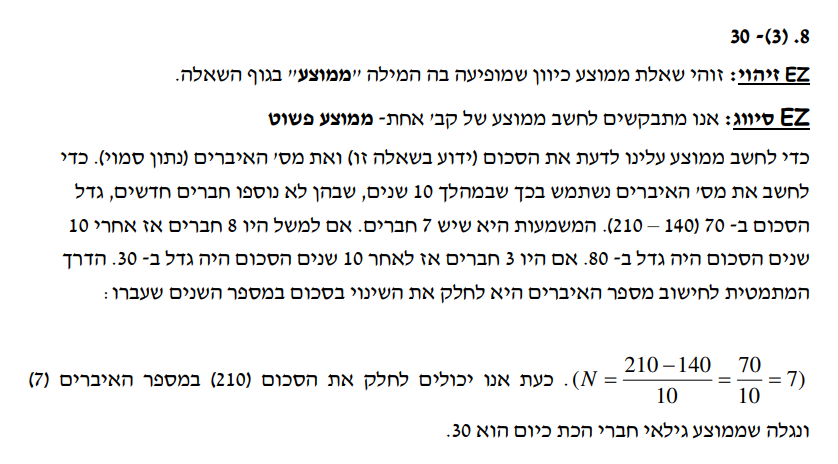 8. (3)- 30
EZ זיהוי: זוהי שאלת ממוצע כיוון שמופיעה בה המילה "ממוצע" בגוף השאלה.
EZ סיווג: אנו מתבקשים לחשב ממוצע של קב' אחת- ממוצע פשוט
כדי לחשב ממוצע עלינו לדעת את הסכום (ידוע בשאלה זו) ואת מס' האיברים (נתון סמוי). כדי
לחשב את מס' האיברים נשתמש בכך שבמהלך 10 שנים, שבהן לא נוספו חברים חדשים, גדל
הסכום ב- 70 (140 – 210). המשמעות היא שיש 7 חברים. אם למשל היו 8 חברים אז אחרי 10
שנים הסכום היה גדל ב- 80. אם היו 3 חברים אז לאחר 10 שנים הסכום היה גדל ב- 30. הדרך
המתמטית לחישוב מספר האיברים היא לחלק את השינוי בסכום במספר השנים שעברו:
(N = \frac{210-140}{10} = \frac{70}{10} = 7). כעת אנו יכולים לחלק את הסכום (210) במספר האיברים (7)
ונגלה שממוצע גילאי חברי הכת כיום הוא 30.